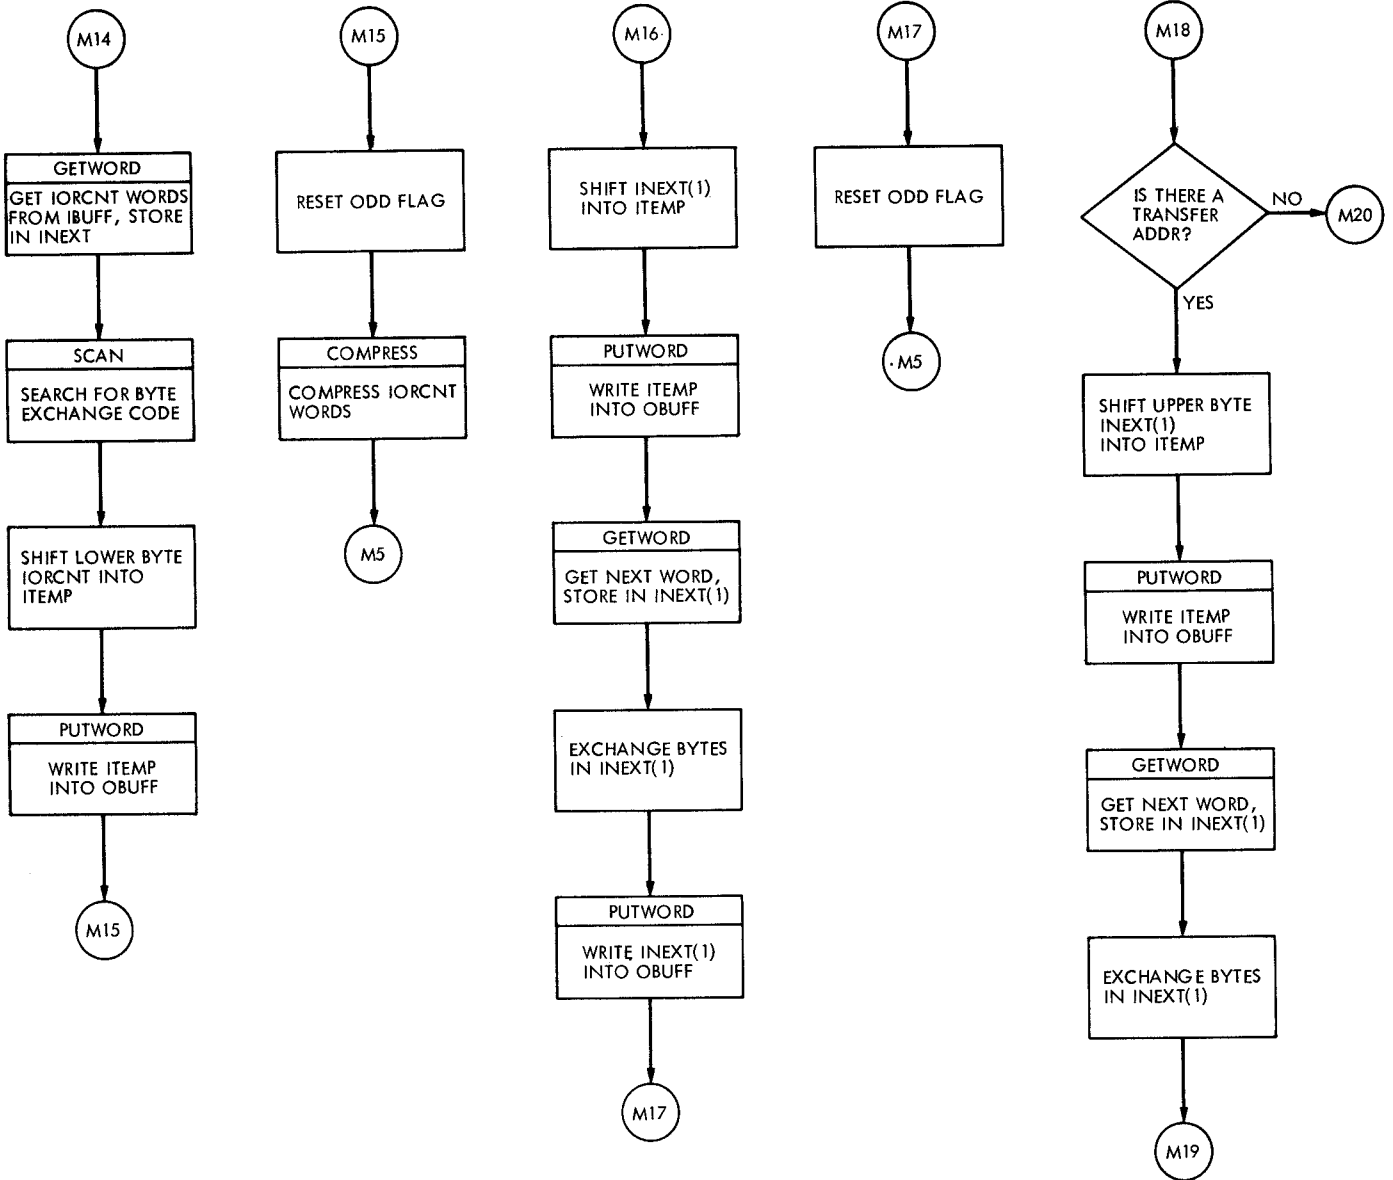 M14
GETWORD
GET IORCNT WORDS
FROM IBUFF, STORE
IN INEXT
SCAN
SEARCH FOR BYTE
EXCHANGE CODE
SHIFT LOWER BYTE
IORCNT INTO
ITEMP
PUTWORD
WRITE ITEMP
INTO OBUFF
M15
M15
RESET ODD FLAG
COMPRESS
COMPRESS IORCNT
WORDS
M5
M16
SHIFT INEXT(1)
INTO ITEMP
PUTWORD
WRITE ITEMP
INTO OBUFF
GETWORD
GET NEXT WORD,
STORE IN INEXT(1)
EXCHANGE BYTES
IN INEXT(1)
PUTWORD
WRITE INEXT(1)
INTO OBUFF
M17
M17
RESET ODD FLAG
M5
M18
IS THERE A
TRANSFER
ADDR?
NO
M20
YES
SHIFT UPPER BYTE
INEXT(1)
INTO ITEMP
PUTWORD
WRITE ITEMP
INTO OBUFF
GETWORD
GET NEXT WORD,
STORE IN INEXT(1)
EXCHANGE BYTES
IN INEXT(1)
M19